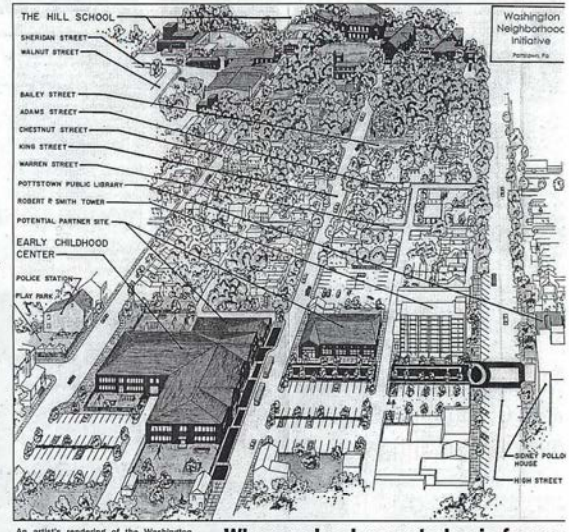 THE HILL SCHOOL
SHERIDAN STREET
WALNUT STREET
BAILEY STREET
ADAMS STREET
CHESTNUT STREET
KING STREET
WARREN STREET
POTTSTOWN PUBLIC LIBRARY
ROBERT P. SMITH TOWER
POTENTIAL PARTNER SITE
EARLY CHILDHOOD
CENTER
POLICE STATION
PLAY PARK
Washington
Neighborhood
Initiative
Pottstown, Pa.
SIDNEY POLLOC
HOUSE
HIGH STREET
An artist's rendering of the Washington